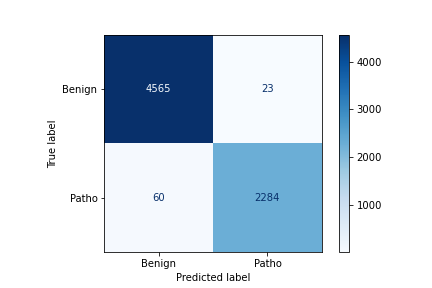 4565 23
60 2284
Benign
Patho
True label
Benign Patho
Predicted label
4000
3000
2000
1000